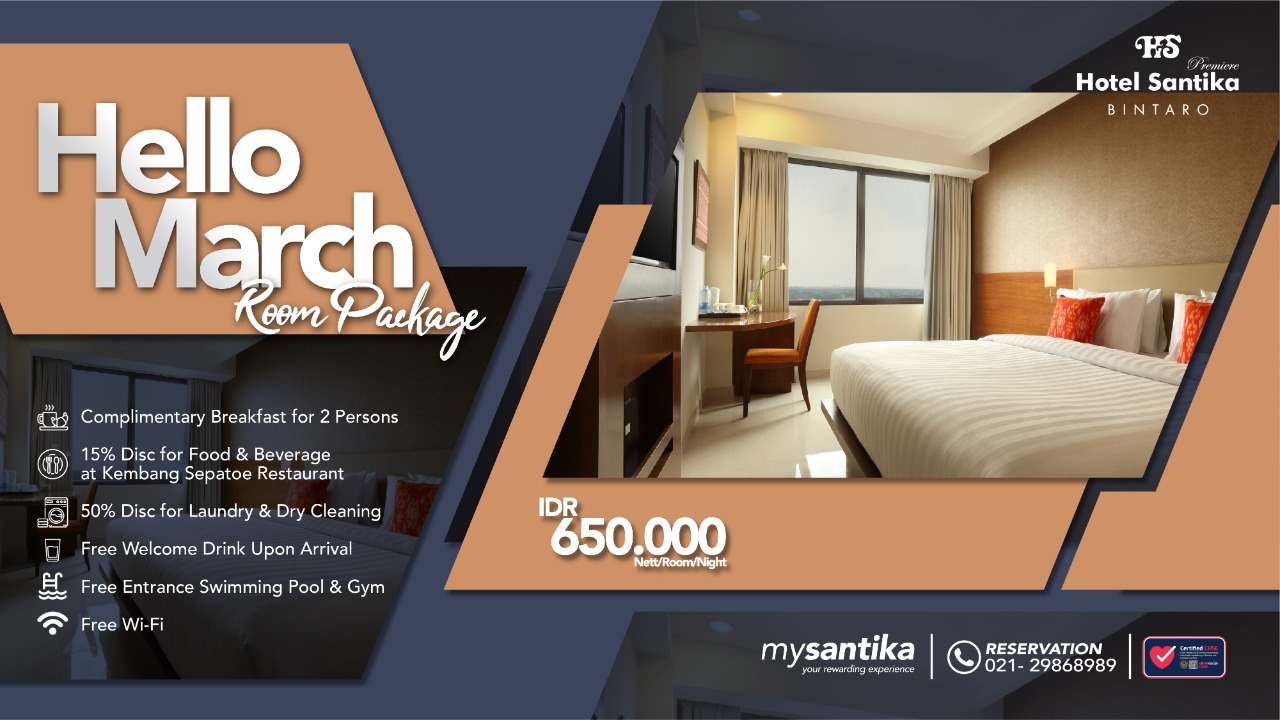 HS
Premiere
Hotel Santika
BINTARO
Hello
March
Room Package
Complimentary Breakfast for 2 Persons
15% Disc for Food & Beverage
at Kembang Sepatoe Restaurant
50% Disc for Laundry & Dry Cleaning
Free Welcome Drink Upon Arrival
Free Entrance Swimming Pool & Gym
Free Wi-Fi
IDR
650.000
Nett/Room/Night
mysantika
your rewarding experience
RESERVATION
021- 29868989
Certified CHSE